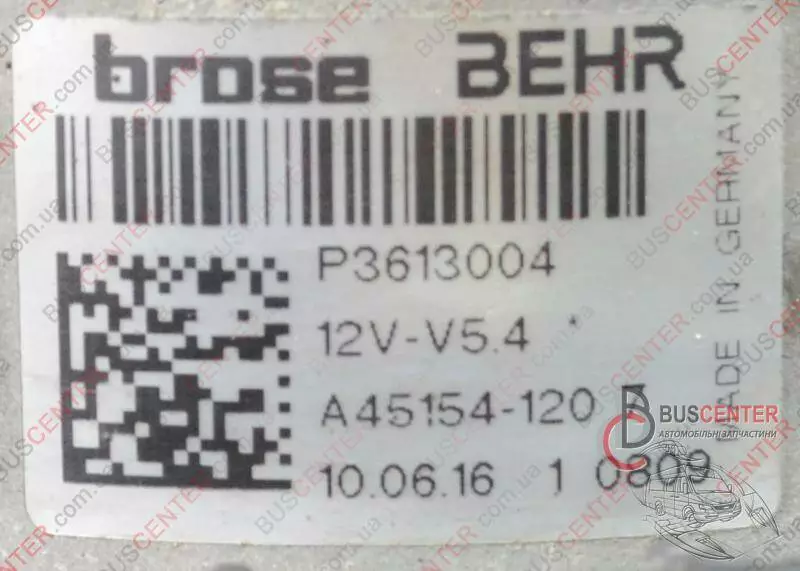 brose BEHR
P3613004
12V-V5.4
A45154-120
10.06.16 1 0809
MADE IN GERMANY
BUSCENTER
АВТОМОБІЛЬНІ ЗАПЧАСТИНИ
BUSCENTER.com.ua